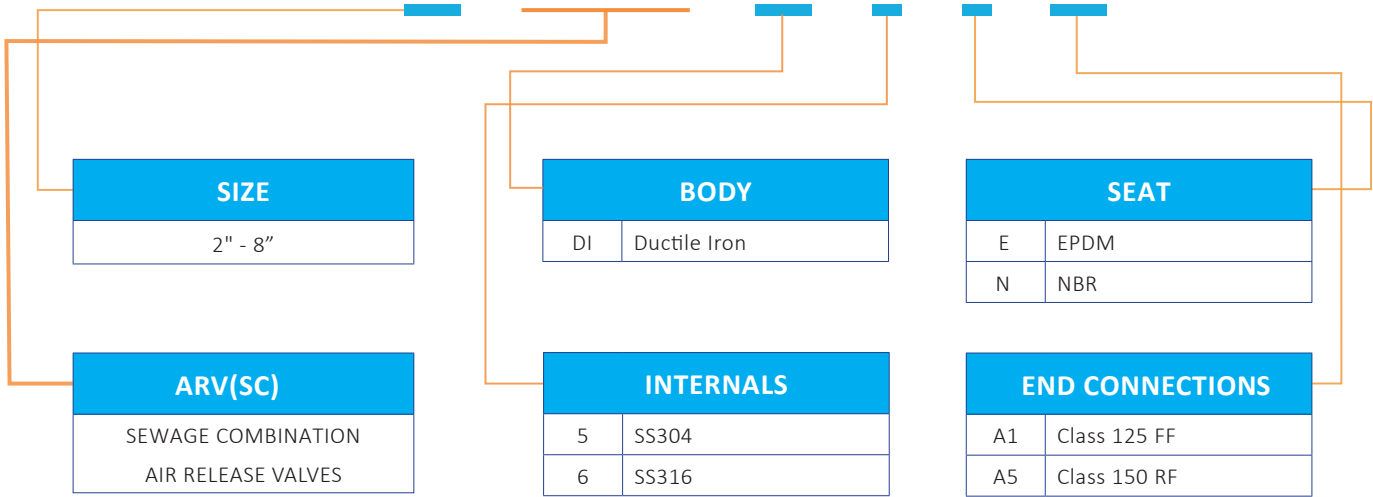 SIZE
2" - 8”
BODY
DI Ductile Iron
SEAT
E EPDM
N NBR
ARV(SC)
SEWAGE COMBINATION
AIR RELEASE VALVES
INTERNALS
5 SS304
6 SS316
END CONNECTIONS
A1 Class 125 FF
A5 Class 150 RF